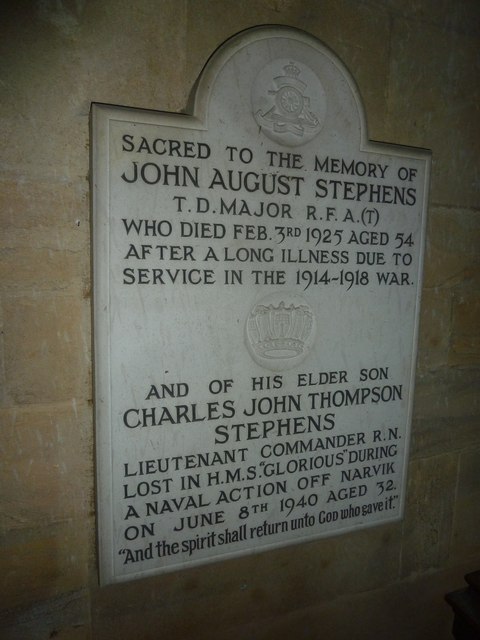 SACRED TO THE MEMORY OF
JOHN AUGUST STEPHENS
T.D. MAJOR R.F.A.(T)
WHO DIED FEB. 3RD 1925 AGED 54
AFTER A LONG ILLNESS DUE TO
SERVICE IN THE 1914-1918 WAR.
AND OF HIS ELDER SON
CHARLES JOHN THOMPSON
STEPHENS
LIEUTENANT COMMANDER R.N.
LOST IN H.M.S. "GLORIOUS" DURING
A NAVAL ACTION OFF NARVIK
ON JUNE 8TH 1940 AGED 32.
"And the spirit shall return unto God who gave it."